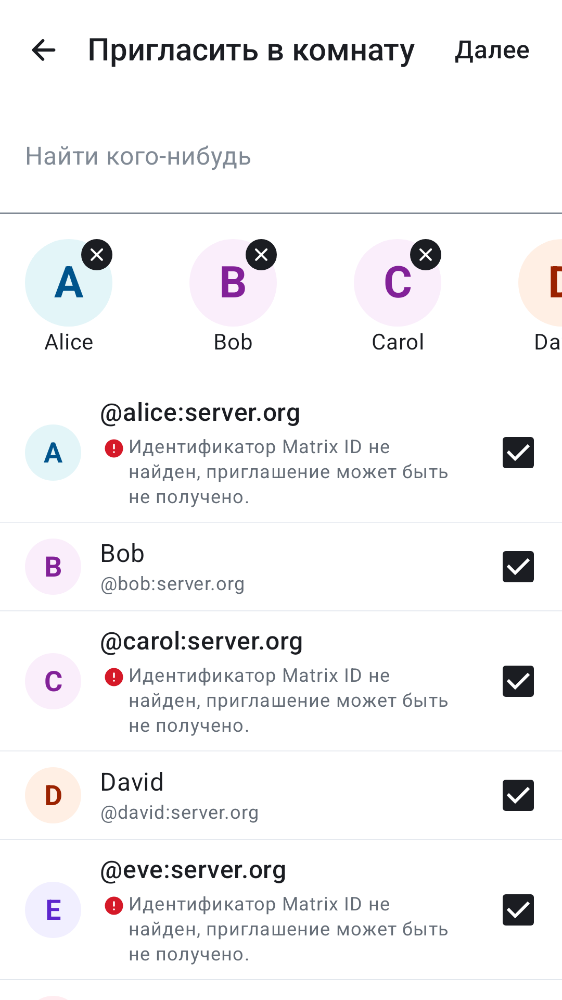 Пригласить в комнату Далее
Найти кого-нибудь
A B C D
Alice Bob Carol Da
@alice:server.org
A
Идентификатор Matrix ID не
найден, приглашение может быть
не получено.
Bob
B
@bob:server.org
@carol:server.org
C
Идентификатор Matrix ID не
найден, приглашение может быть
не получено.
David
D
@david:server.org
@eve:server.org
E
Идентификатор Matrix ID не
найден, приглашение может быть
не получено.